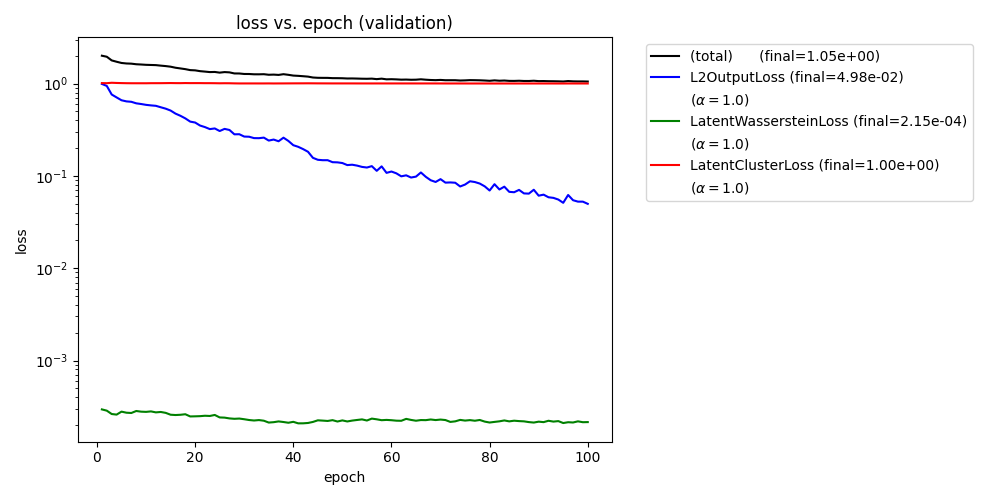 loss vs. epoch (validation)
10⁰
10⁻¹
10⁻²
10⁻³
loss
0
20
40
60
80
100
epoch
(total) (final=1.05e+00)
L2OutputLoss (final=4.98e-02)
(α = 1.0)
LatentWassersteinLoss (final=2.15e-04)
(α = 1.0)
LatentClusterLoss (final=1.00e+00)
(α = 1.0)